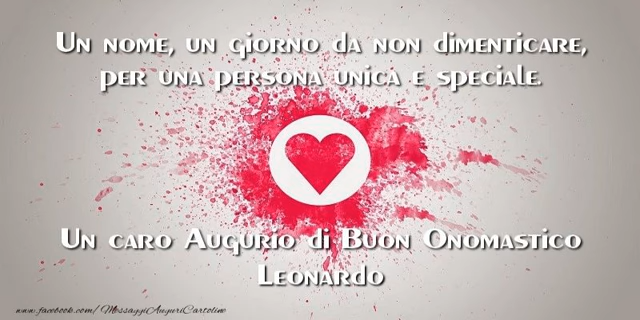 Un nome, un giorno da non dimenticare,
per una persona unica e speciale.
Un caro Augurio di Buon Onomastico
Leonardo
www.facebook.com/MessaggiAuguriCartoline